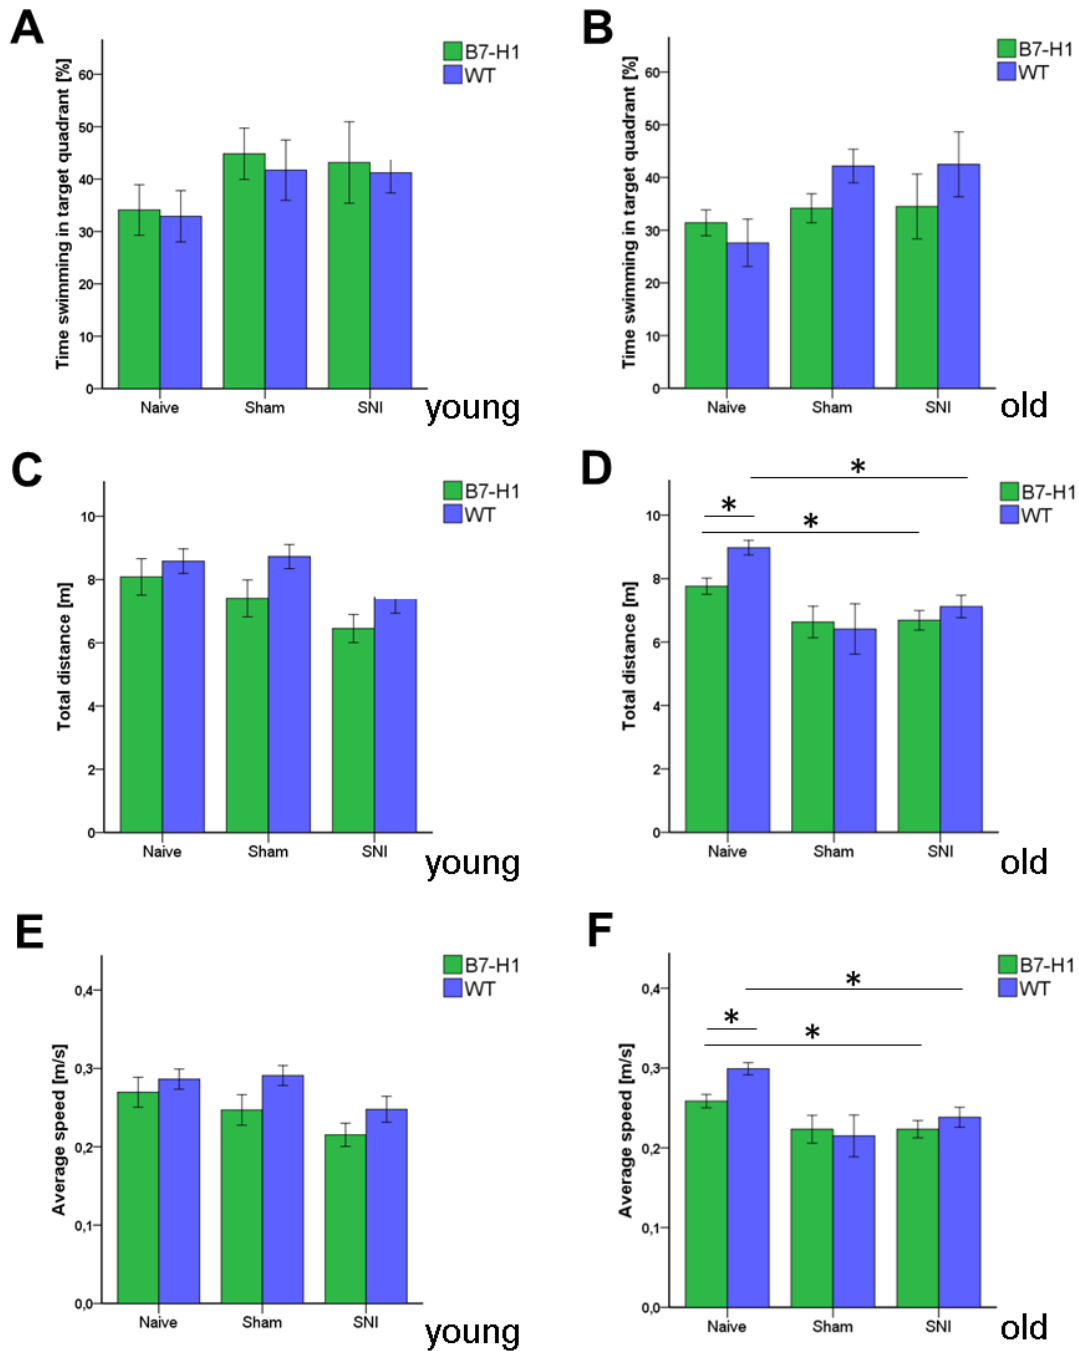 A
B7-H1
WT
Time swimming in target quadrant [%]
60
50
40
30
20
10
0
Naive Sham SNI
young
B
B7-H1
WT
Time swimming in target quadrant [%]
60
50
40
30
20
10
0
Naive Sham SNI
old
C
B7-H1
WT
Total distance [m]
10
8
6
4
2
0
Naive Sham SNI
young
D
B7-H1
WT
*
*
*
Total distance [m]
10
8
6
4
2
0
Naive Sham SNI
old
E
B7-H1
WT
Average speed [m/s]
0,4
0,3
0,2
0,1
0,0
Naive Sham SNI
young
F
B7-H1
WT
*
*
*
Average speed [m/s]
0,4
0,3
0,2
0,1
0,0
Naive Sham SNI
old